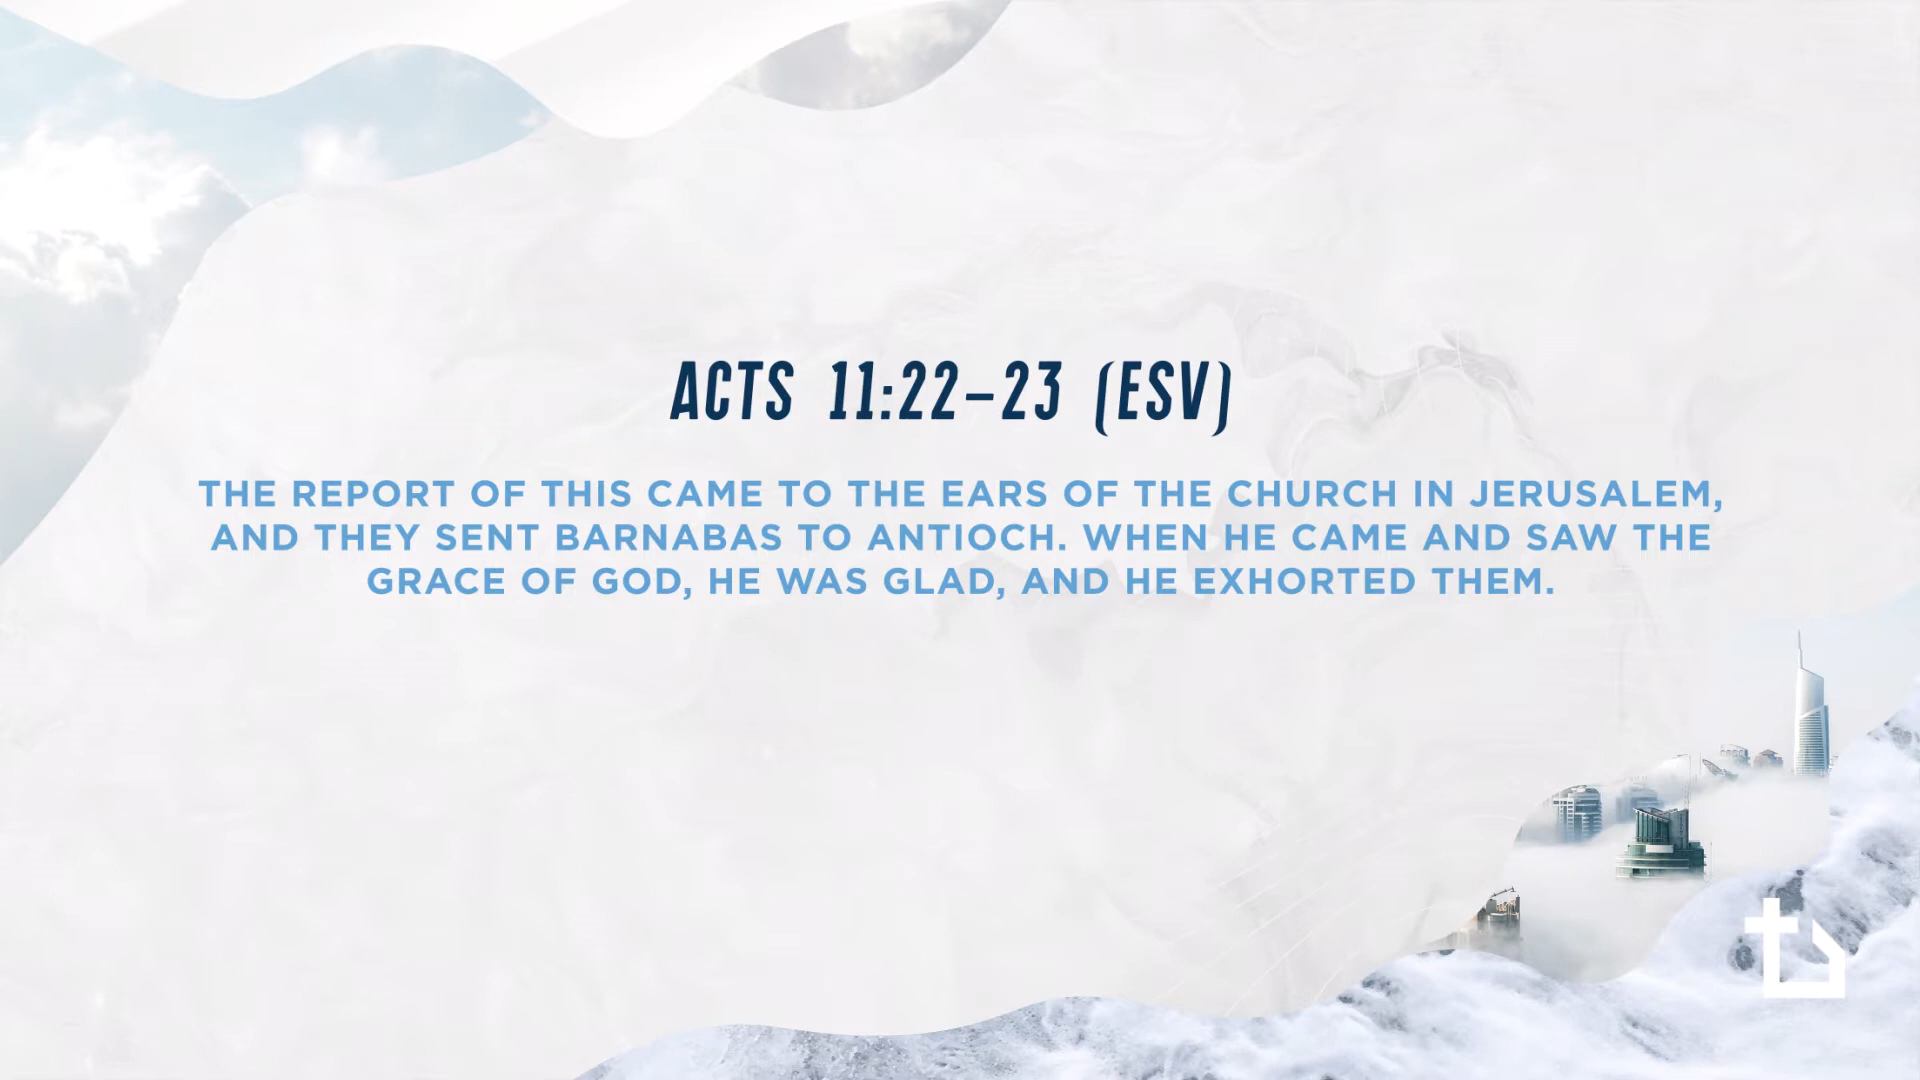 ACTS 11:22–23 (ESV)
THE REPORT OF THIS CAME TO THE EARS OF THE CHURCH IN JERUSALEM,
AND THEY SENT BARNABAS TO ANTIOCH. WHEN HE CAME AND SAW THE
GRACE OF GOD, HE WAS GLAD, AND HE EXHORTED THEM.